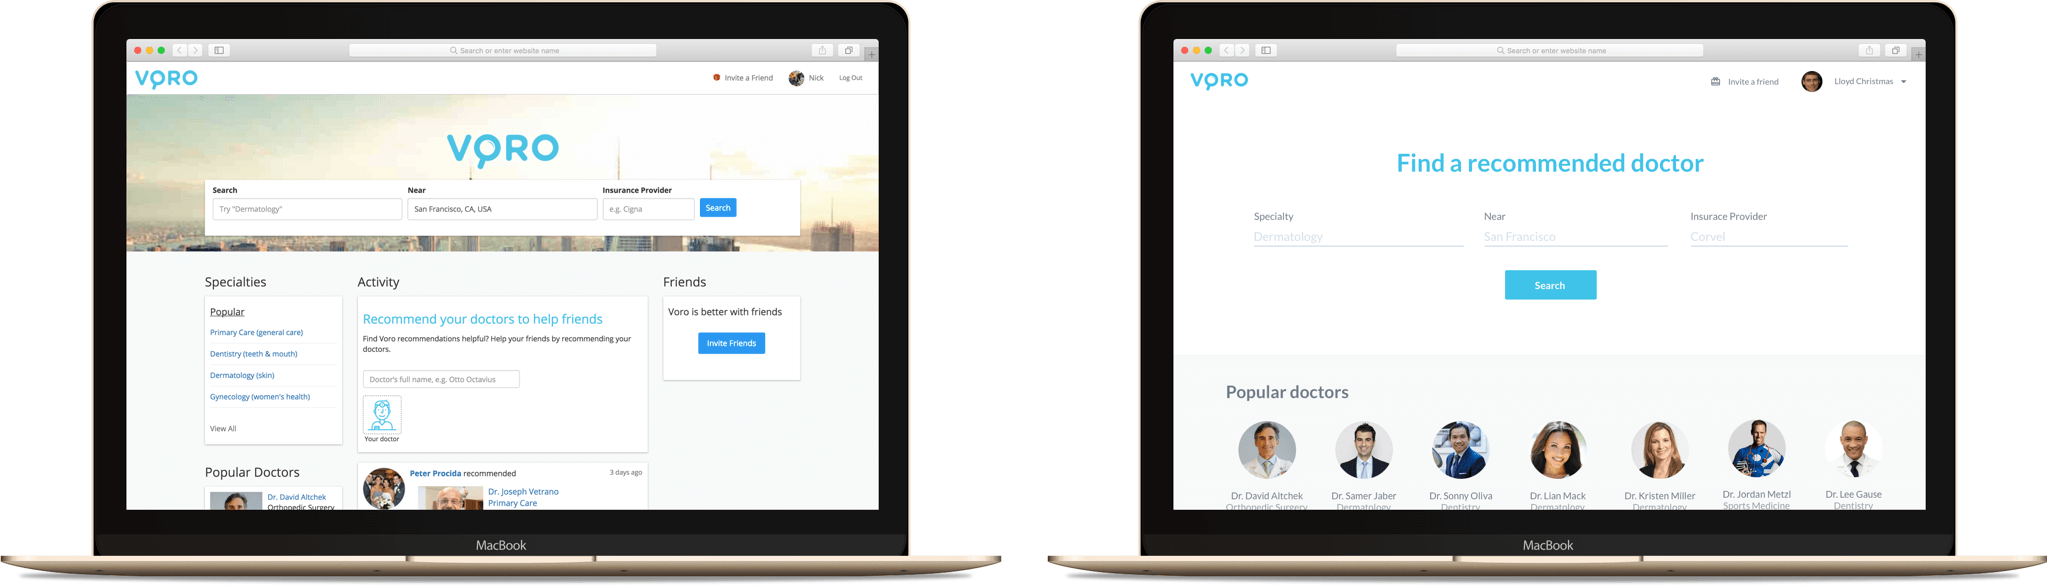 Search or enter website name
VORO
Invite a Friend
Nick
Log Out
VORO
Search
Near
Insurance Provider
Try "Dermatology"
San Francisco, CA, USA
e.g. Cigna
Search
Specialties
Popular
Primary Care (general care)
Dentistry (teeth & mouth)
Dermatology (skin)
Gynecology (women's health)
View All
Popular Doctors
Dr. David Altchek
Orthopedic Surgery
Activity
Recommend your doctors to help friends
Find Voro recommendations helpful? Help your friends by recommending your
doctors.
Doctor's full name, e.g. Otto Octavius
Your doctor
Peter Procida recommended
3 days ago
Dr. Joseph Vetrano
Primary Care
Friends
Voro is better with friends
Invite Friends
MacBook
Search or enter website name
VORO
Invite a friend
Lloyd Christmas
Find a recommended doctor
Specialty
Near
Insurace Provider
Dermatology
San Francisco
Corvel
Search
Popular doctors
Dr. David Altchek
Orthopedic Surgery
Dr. Samer Jaber
Dermatology
Dr. Sonny Oliva
Dentistry
Dr. Lian Mack
Dermatology
Dr. Kristen Miller
Dermatology
Dr. Jordan Metzl
Sports Medicine
Dr. Lee Gause
Dentistry
MacBook